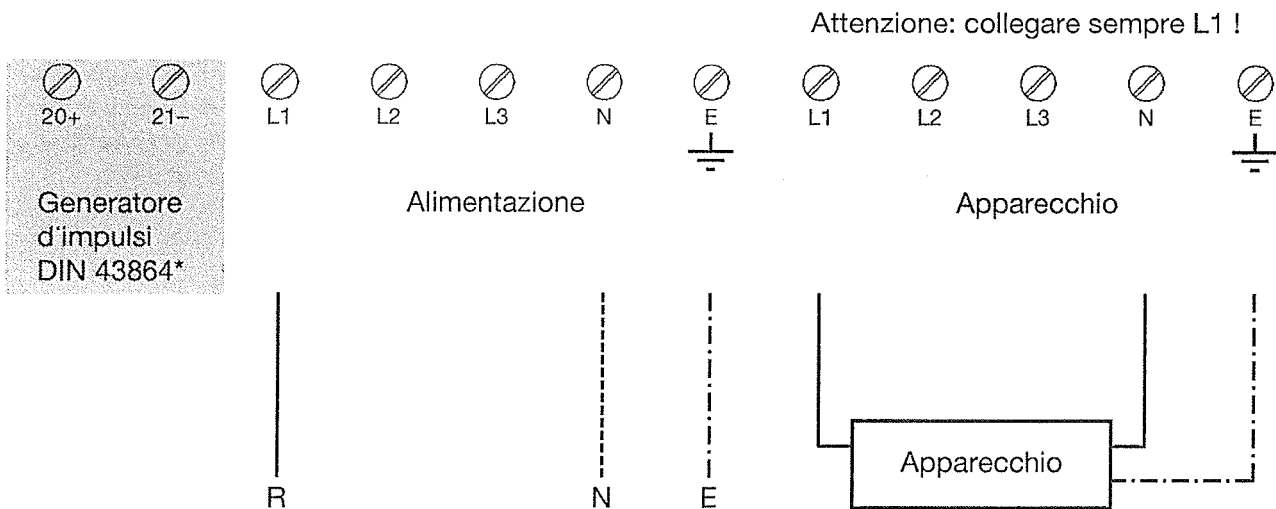 Attenzione: collegare sempre L1 !
20+ 21– L1 L2 L3 N E L1 L2 L3 N E
Generatore
d'impulsi
DIN 43864*
Alimentazione
Apparecchio
Apparecchio
R N E